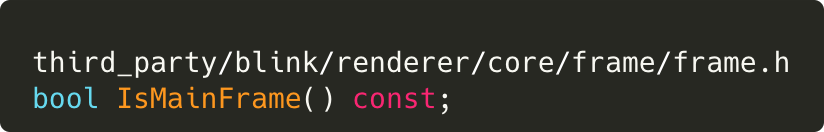 third_party/blink/renderer/core/frame/frame.h
bool IsMainFrame() const;